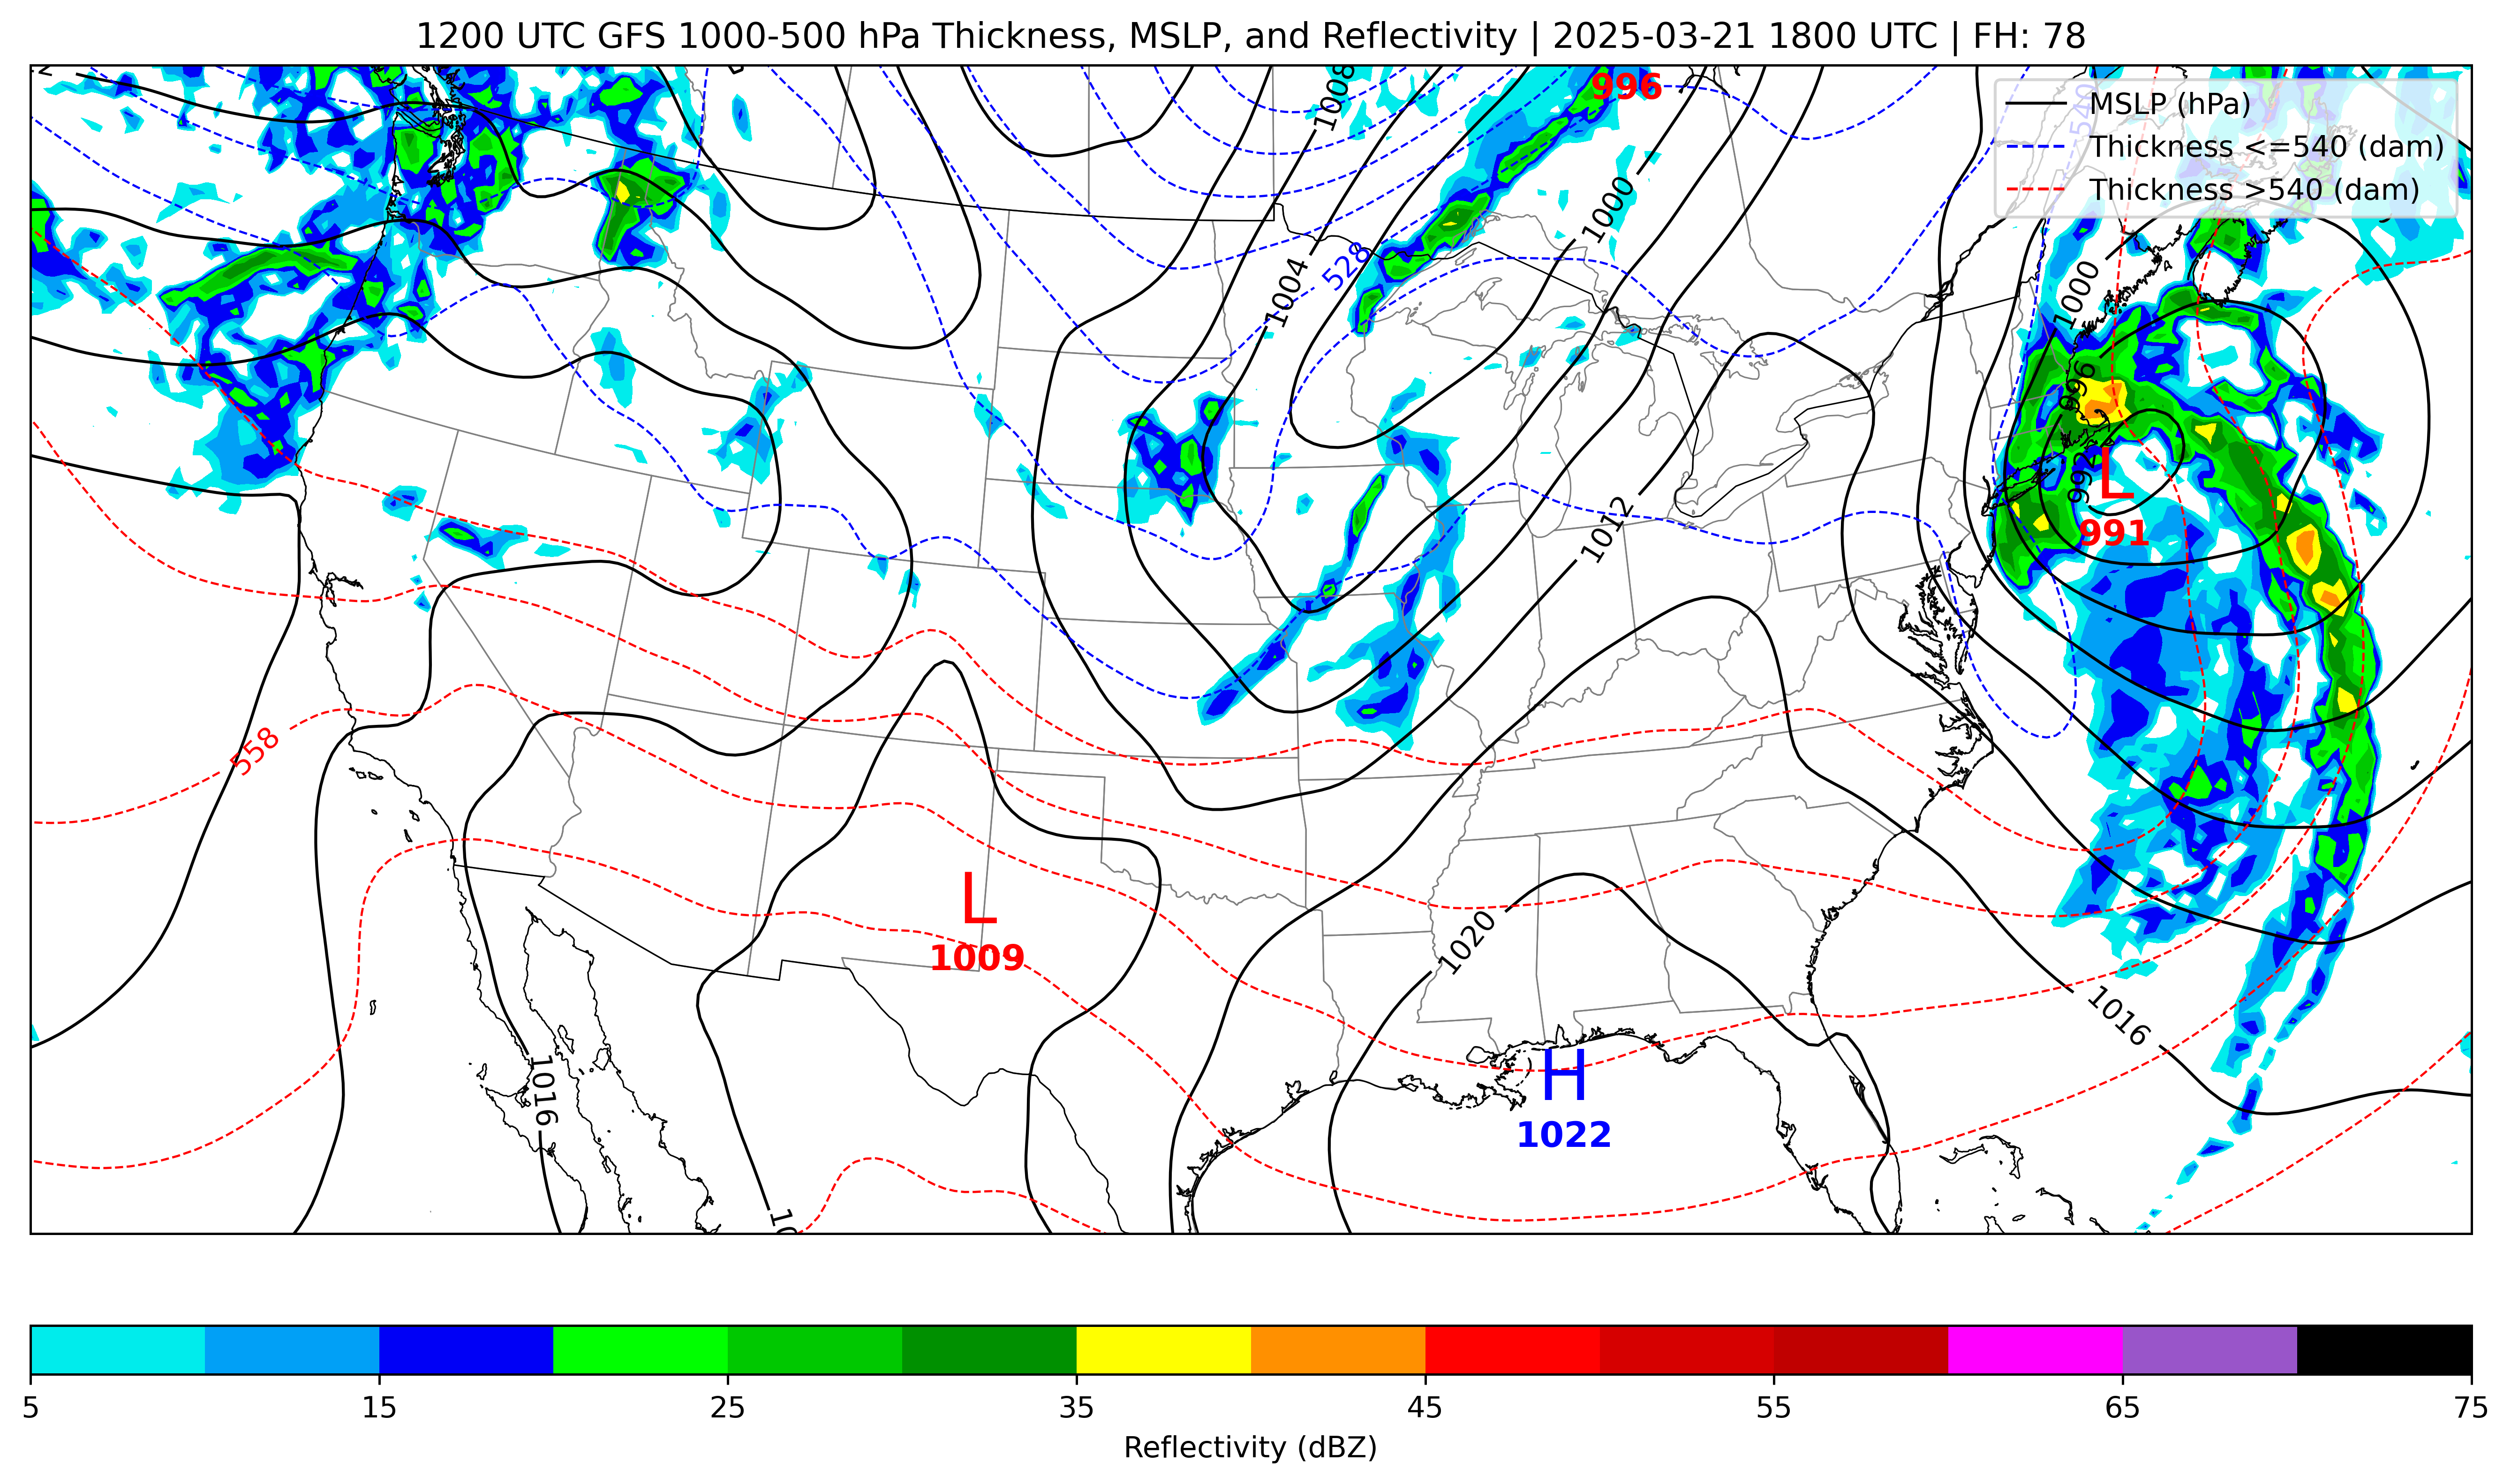 1200 UTC GFS 1000-500 hPa Thickness, MSLP, and Reflectivity | 2025-03-21 1800 UTC | FH: 78
1008
996
MSLP (hPa)
540
Thickness <=540 (dam)
Thickness >540 (dam)
1000
528
1004
1000
996
992
L
991
1012
558
L
1009
1020
1016
H
1022
1016
5 15 25 35 45 55 65 75
Reflectivity (dBZ)